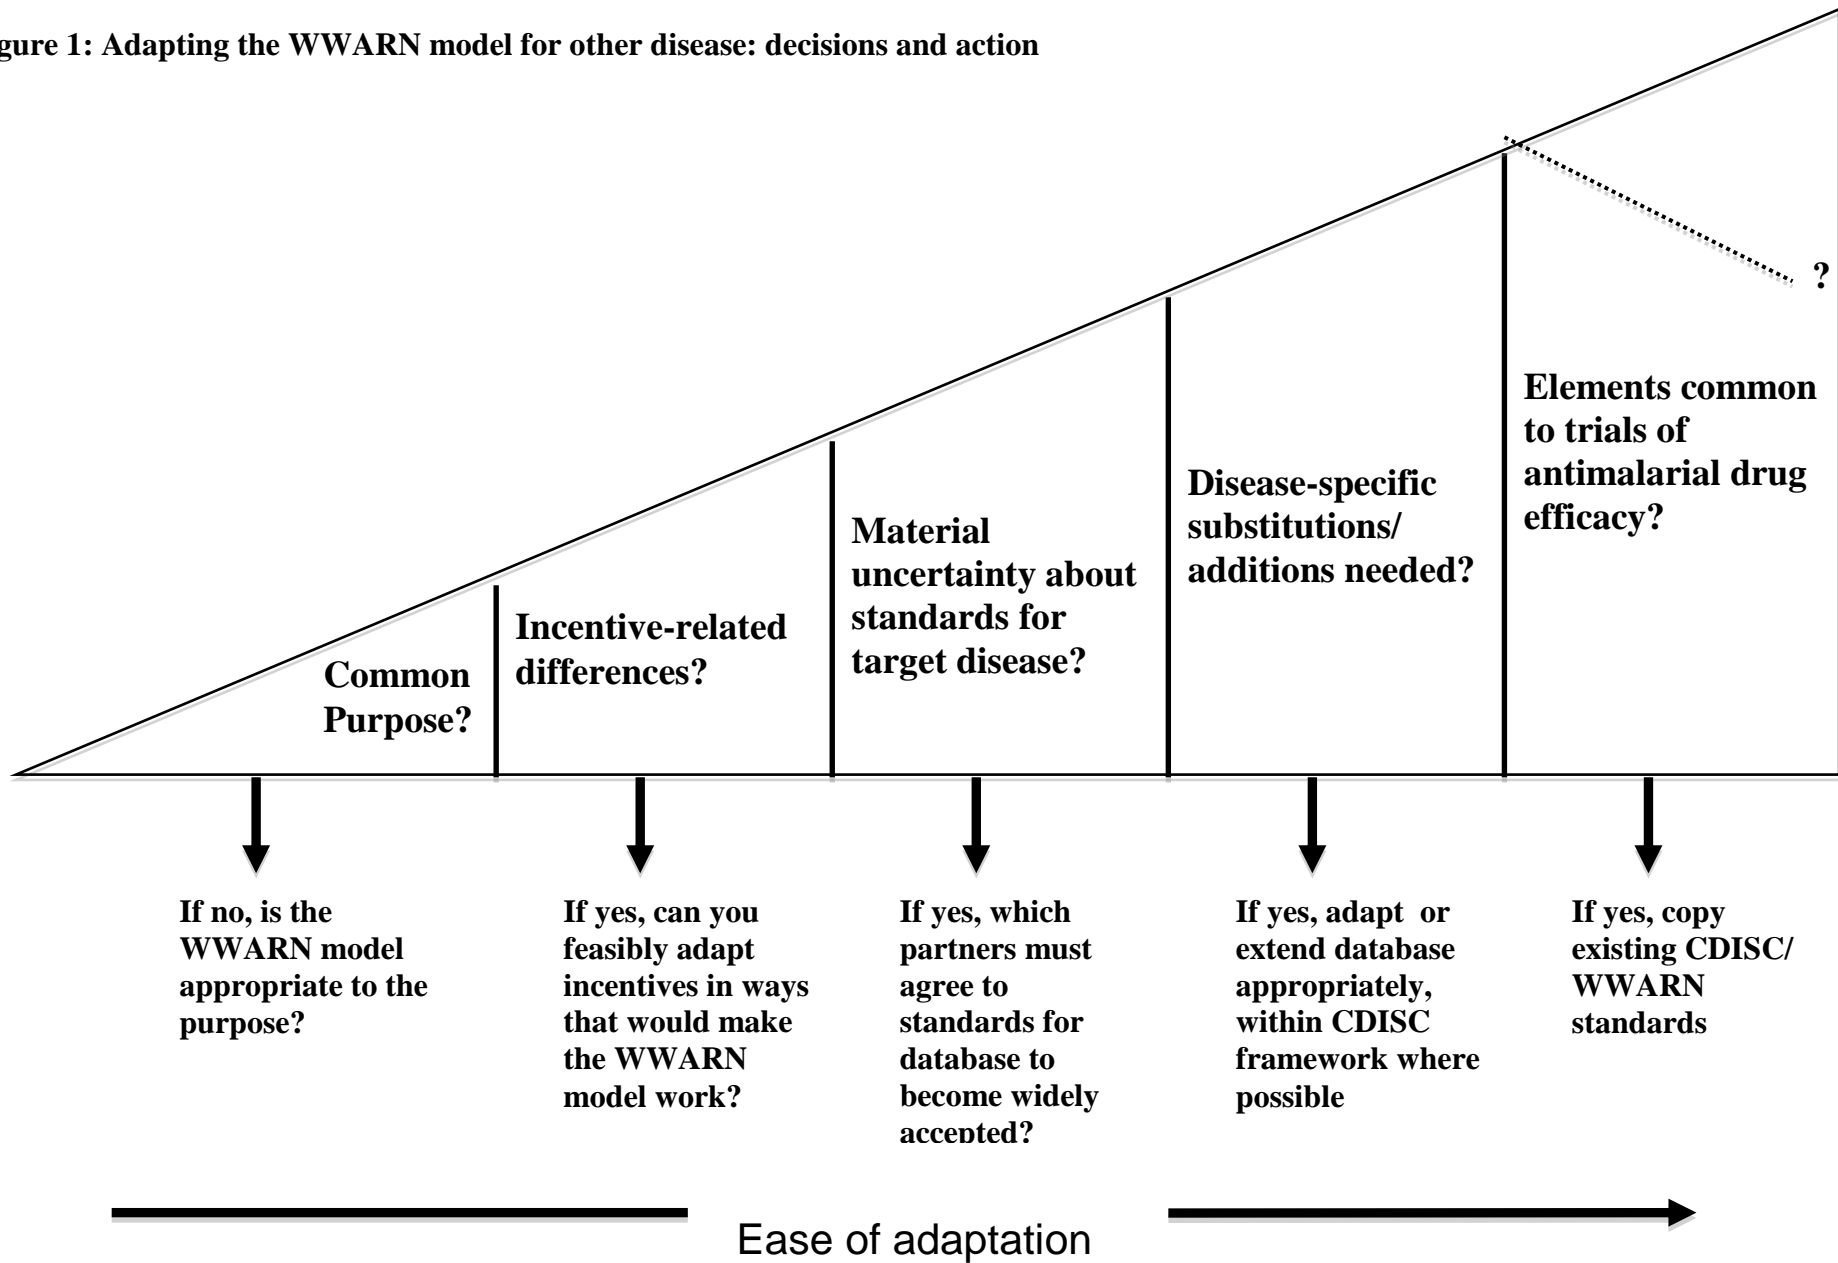 gure 1: Adapting the WWARN model for other disease: decisions and action
?
Elements common
to trials of
antimalarial drug
efficacy?
Disease-specific
substitutions/
additions needed?
Material
uncertainty about
standards for
target disease?
Incentive-related
differences?
Common
Purpose?
If no, is the
WWARN model
appropriate to the
purpose?
If yes, can you
feasibly adapt
incentives in ways
that would make
the WWARN
model work?
If yes, which
partners must
agree to
standards for
database to
become widely
accepted?
If yes, adapt or
extend database
appropriately,
within CDISC
framework where
possible
If yes, copy
existing CDISC/
WWARN
standards
Ease of adaptation